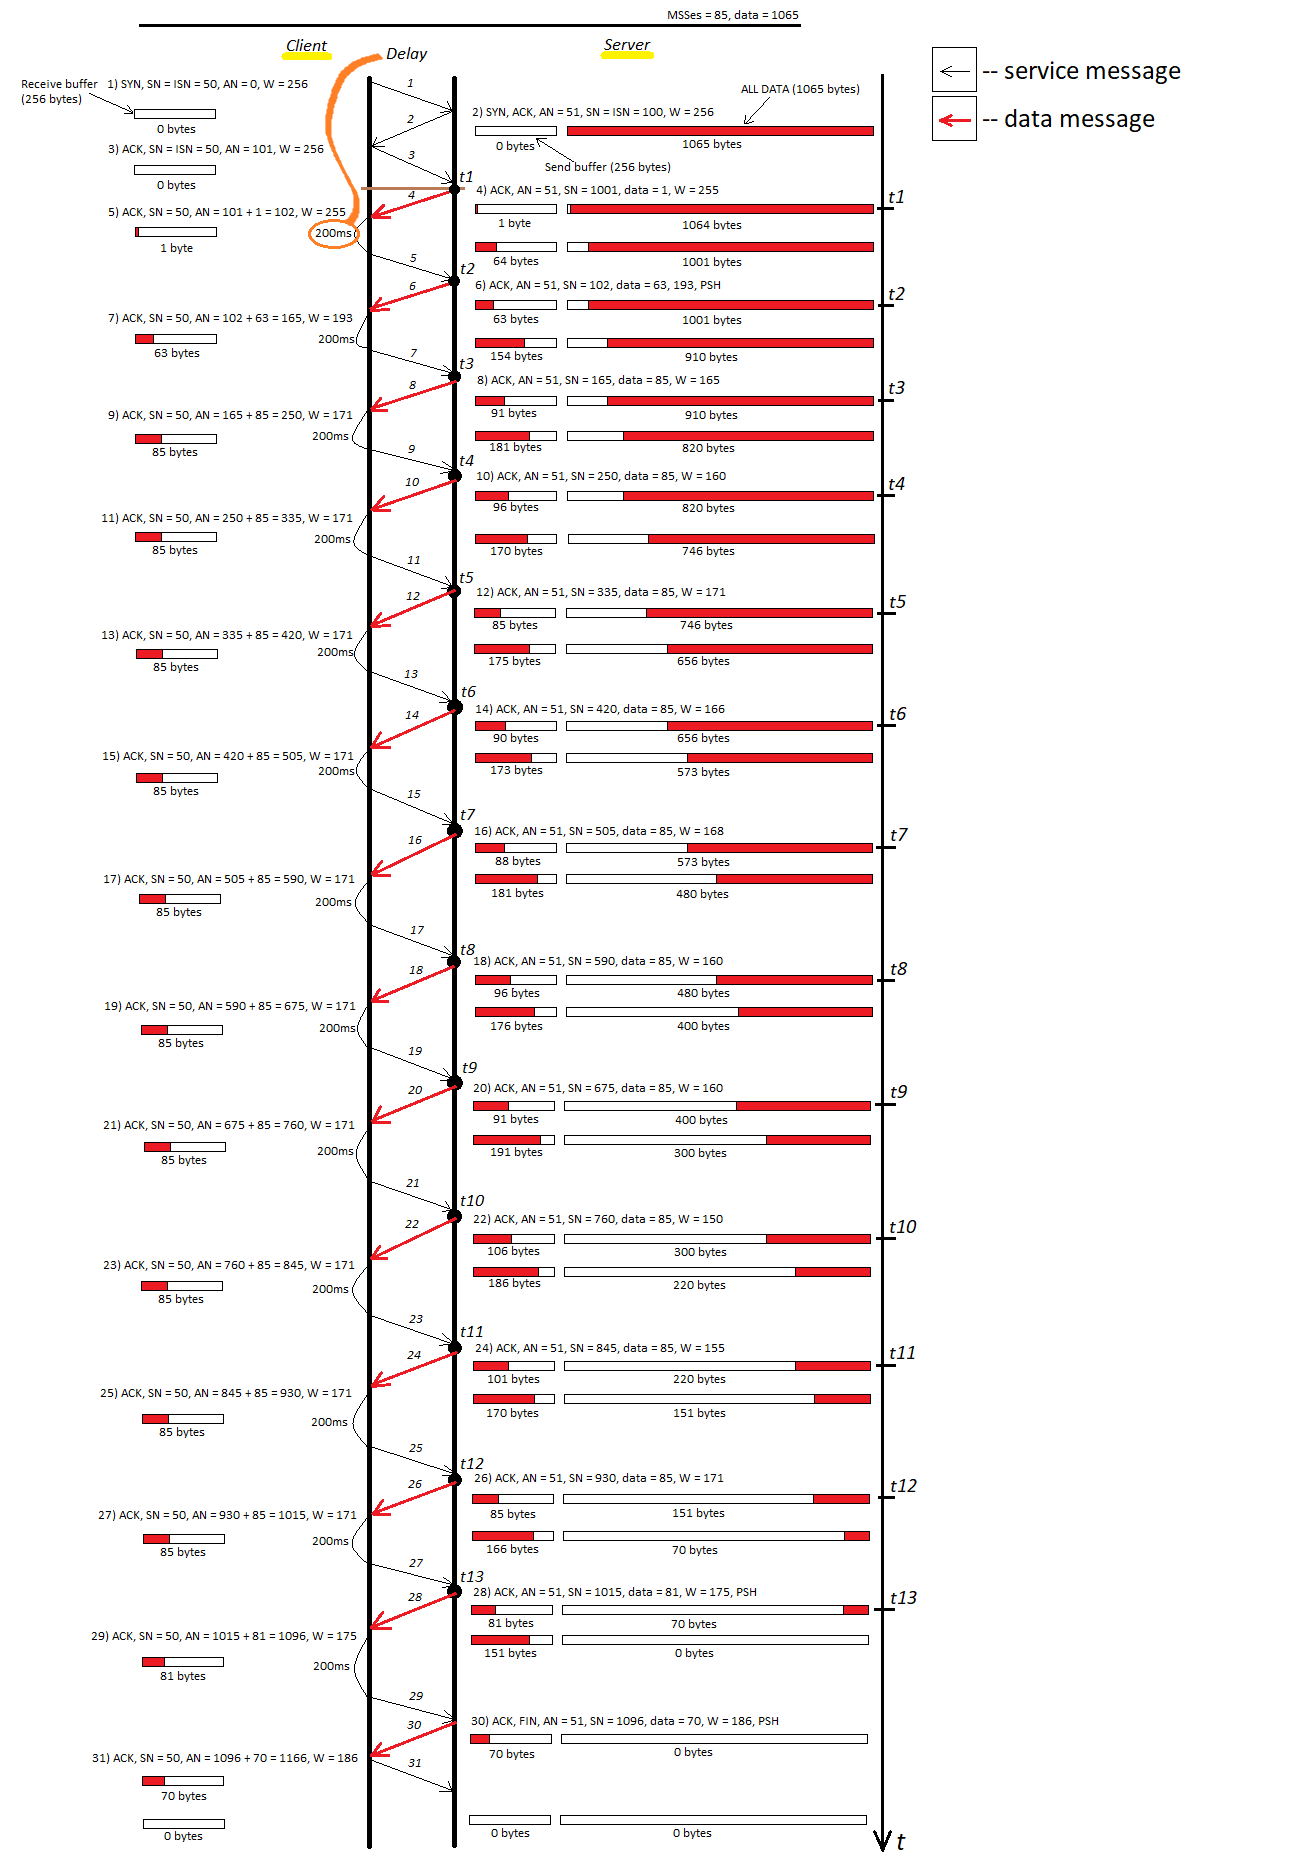 MSSes = 85, data = 1065
Client
Delay
Server
-- service message
-- data message
Receive buffer
(256 bytes)
1) SYN, SN = ISN = 50, AN = 0, W = 256
0 bytes
1
2
2) SYN, ACK, AN = 51, SN = ISN = 100, W = 256
ALL DATA (1065 bytes)
0 bytes
1065 bytes
Send buffer (256 bytes)
3) ACK, SN = ISN = 50, AN = 101, W = 256
0 bytes
3
t1
4
4) ACK, AN = 51, SN = 1001, data = 1, W = 255
1 byte
1064 bytes
t1
64 bytes
1001 bytes
5) ACK, SN = 50, AN = 101 + 1 = 102, W = 255
200ms
1 byte
5
t2
6
6) ACK, AN = 51, SN = 102, data = 63, 193, PSH
63 bytes
1001 bytes
t2
154 bytes
910 bytes
7) ACK, SN = 50, AN = 102 + 63 = 165, W = 193
200ms
63 bytes
7
t3
8
8) ACK, AN = 51, SN = 165, data = 85, W = 165
91 bytes
910 bytes
t3
181 bytes
820 bytes
9) ACK, SN = 50, AN = 165 + 85 = 250, W = 171
200ms
85 bytes
9
t4
10
10) ACK, AN = 51, SN = 250, data = 85, W = 160
96 bytes
820 bytes
t4
170 bytes
746 bytes
11) ACK, SN = 50, AN = 250 + 85 = 335, W = 171
200ms
85 bytes
11
t5
12
12) ACK, AN = 51, SN = 335, data = 85, W = 171
85 bytes
746 bytes
t5
175 bytes
656 bytes
13) ACK, SN = 50, AN = 335 + 85 = 420, W = 171
200ms
85 bytes
13
t6
14
14) ACK, AN = 51, SN = 420, data = 85, W = 166
90 bytes
656 bytes
t6
173 bytes
573 bytes
15) ACK, SN = 50, AN = 420 + 85 = 505, W = 171
200ms
85 bytes
15
t7
16
16) ACK, AN = 51, SN = 505, data = 85, W = 168
88 bytes
573 bytes
t7
181 bytes
480 bytes
17) ACK, SN = 50, AN = 505 + 85 = 590, W = 171
200ms
85 bytes
17
t8
18
18) ACK, AN = 51, SN = 590, data = 85, W = 160
96 bytes
480 bytes
t8
176 bytes
400 bytes
19) ACK, SN = 50, AN = 590 + 85 = 675, W = 171
200ms
85 bytes
19
t9
20
20) ACK, AN = 51, SN = 675, data = 85, W = 160
91 bytes
400 bytes
t9
191 bytes
300 bytes
21) ACK, SN = 50, AN = 675 + 85 = 760, W = 171
200ms
85 bytes
21
t10
22
22) ACK, AN = 51, SN = 760, data = 85, W = 150
106 bytes
300 bytes
t10
186 bytes
220 bytes
23) ACK, SN = 50, AN = 760 + 85 = 845, W = 171
200ms
85 bytes
23
t11
24
24) ACK, AN = 51, SN = 845, data = 85, W = 155
101 bytes
220 bytes
t11
170 bytes
151 bytes
25) ACK, SN = 50, AN = 845 + 85 = 930, W = 171
200ms
85 bytes
25
t12
26
26) ACK, AN = 51, SN = 930, data = 85, W = 171
85 bytes
151 bytes
t12
166 bytes
70 bytes
27) ACK, SN = 50, AN = 930 + 85 = 1015, W = 171
200ms
85 bytes
27
t13
28
28) ACK, AN = 51, SN = 1015, data = 81, W = 175, PSH
81 bytes
70 bytes
t13
151 bytes
0 bytes
29) ACK, SN = 50, AN = 1015 + 81 = 1096, W = 175
200ms
81 bytes
29
30
30) ACK, FIN, AN = 51, SN = 1096, data = 70, W = 186, PSH
70 bytes
0 bytes
31) ACK, SN = 50, AN = 1096 + 70 = 1166, W = 186
31
70 bytes
0 bytes
0 bytes
0 bytes
t